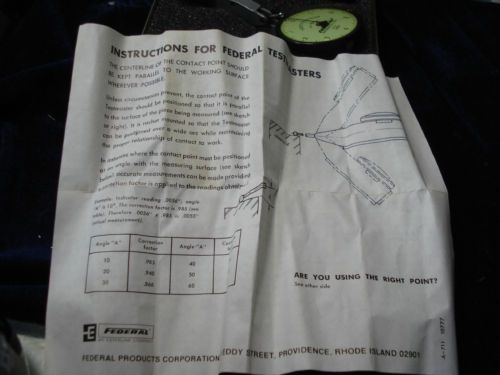 INSTRUCTIONS FOR FEDERAL TESTMASTERS
THE CENTERLINE OF THE CONTACT POINT SHOULD
BE KEPT PARALLEL TO THE WORKING SURFACE
WHEREVER POSSIBLE.
Unless circumstances prevent, the contact point of the
Testmaster should be positioned so that it is parallel
to the surface of the piece being measured (see sketch
at right). It is rocker mounted so that the Testmaster
can be positioned over a wide arc while maintaining
the proper relationships of contact to work.
In instances where the contact point must be positioned
at an angle with the measuring surface (see sketch
accurate measurements can be made provided
correction factor is applied to the readings
Example: Indicator reading .0056", angle
"A" is 10°. The correction factor is .985 (see
table). Therefore .0056" X .985 = .0055"
measurement).
Angle "A" Correction factor Angle "A"
10 .985 40
20 .940 50
30 .866 60
ARE YOU USING THE RIGHT POINT?
See other side
FEDERAL
FEDERAL PRODUCTS CORPORATION EDDY STREET, PROVIDENCE, RHODE ISLAND 02901
A-711 10777